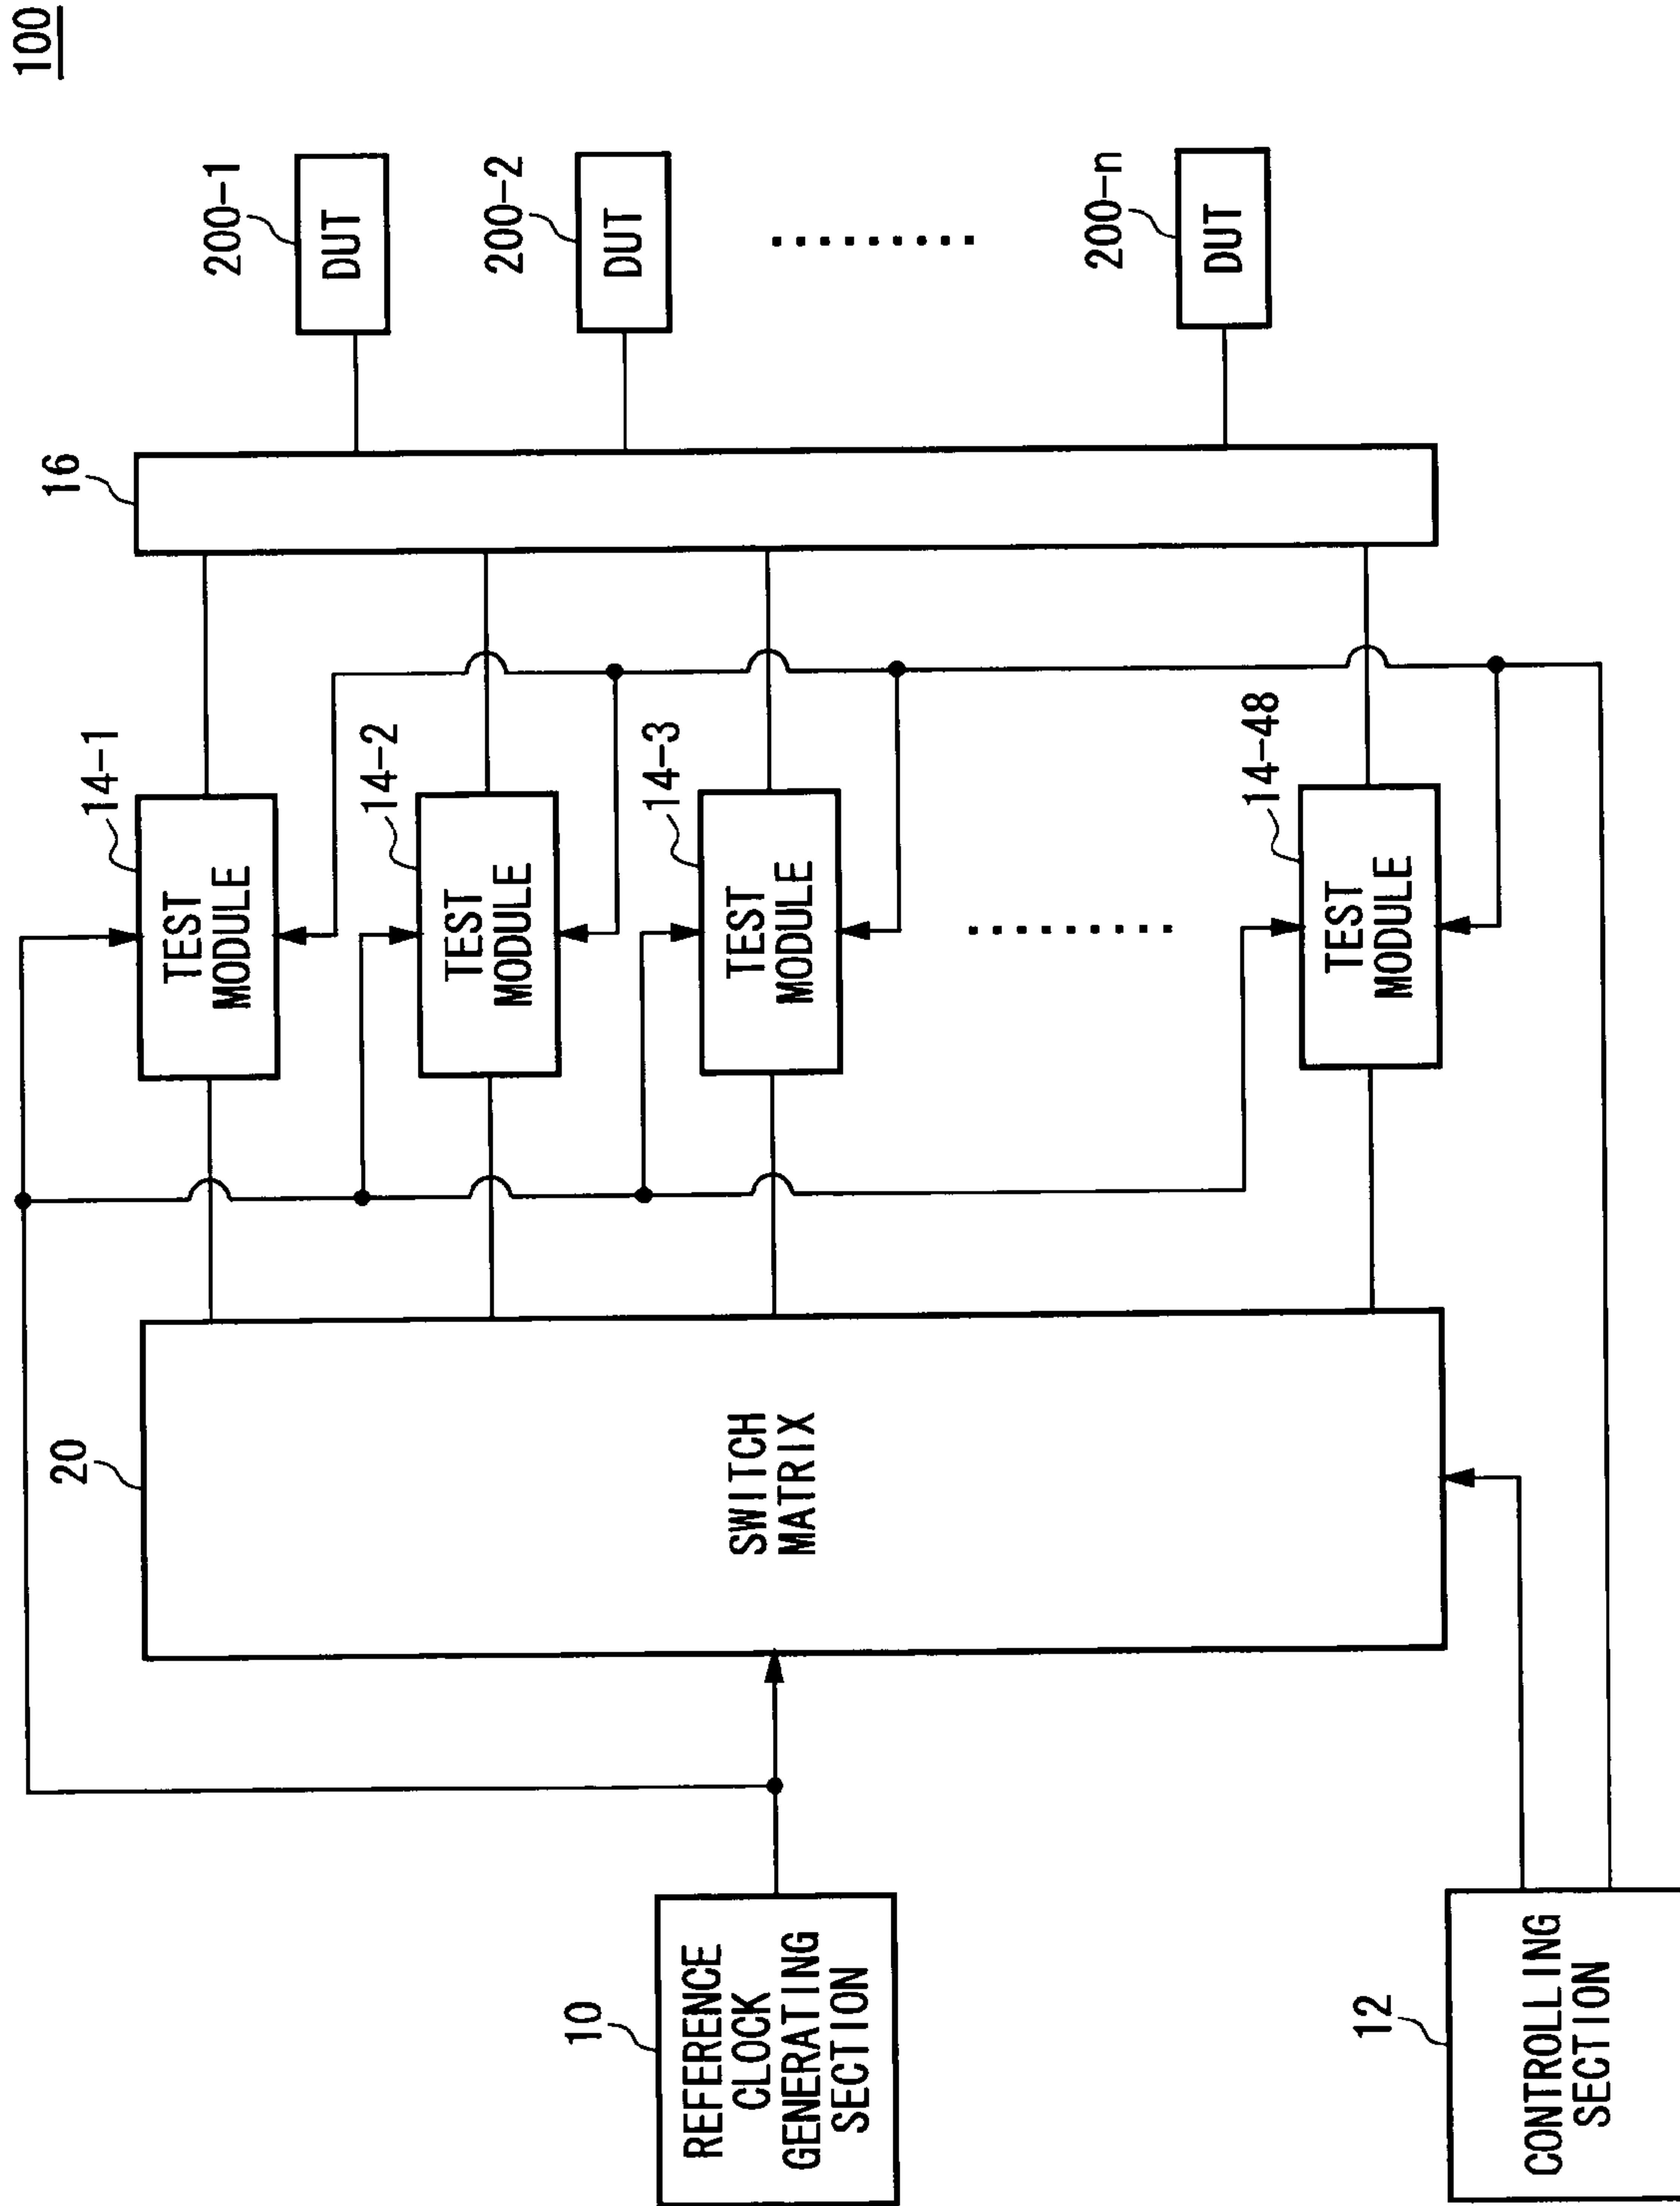 100
10
REFERENCE
CLOCK
GENERATING
SECTION
12
CONTROLLING
SECTION
20
SWITCH
MATRIX
14-1
TEST
MODULE
14-2
TEST
MODULE
14-3
TEST
MODULE
14-48
TEST
MODULE
16
200-1
DUT
200-2
DUT
200-n
DUT